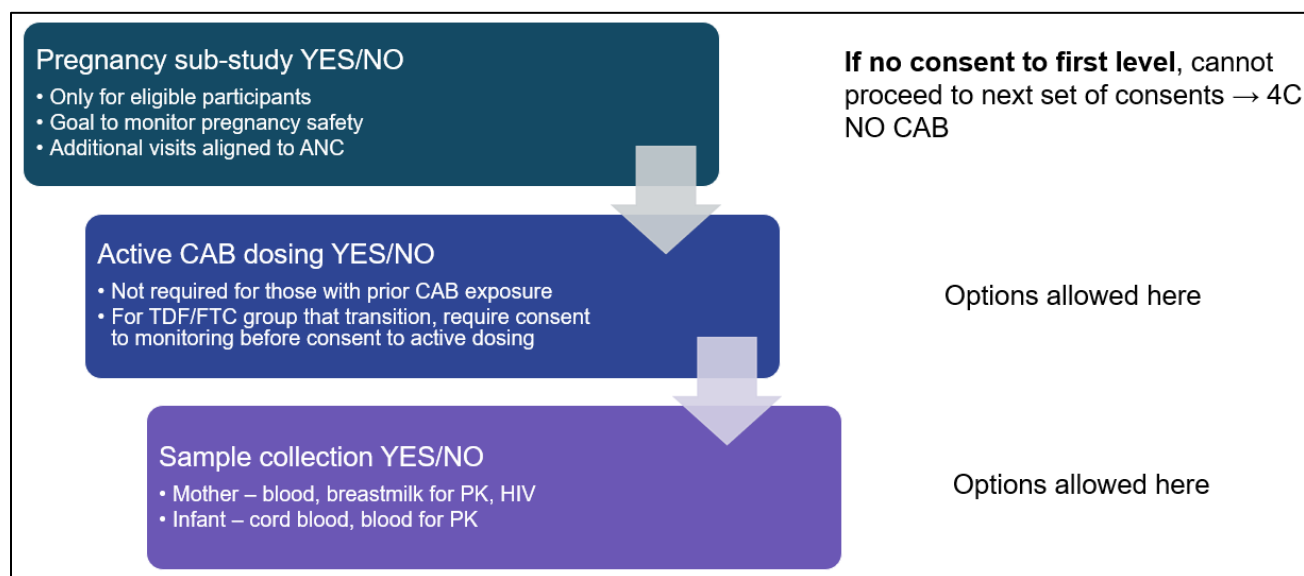 Pregnancy sub-study YES/NO
• Only for eligible participants
• Goal to monitor pregnancy safety
• Additional visits aligned to ANC
If no consent to first level, cannot
proceed to next set of consents → 4C
NO CAB
Active CAB dosing YES/NO
• Not required for those with prior CAB exposure
• For TDF/FTC group that transition, require consent
to monitoring before consent to active dosing
Options allowed here
Sample collection YES/NO
• Mother – blood, breastmilk for PK, HIV
• Infant – cord blood, blood for PK
Options allowed here